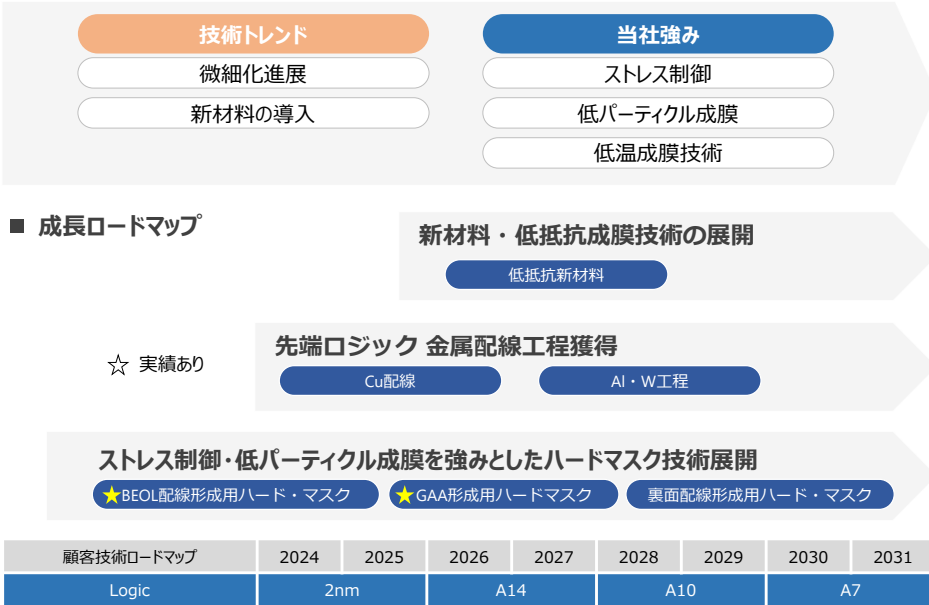 技術トレンド
当社強み
微細化進展
ストレス制御
新材料の導入
低パーティクル成膜
低温成膜技術
■ 成長ロードマップ
新材料・低抵抗成膜技術の展開
低抵抗新材料
☆ 実績あり
先端ロジック 金属配線工程獲得
Cu配線
Al・W工程
ストレス制御・低パーティクル成膜を強みとしたハードマスク技術展開
★BEOL配線形成用ハード・マスク
★GAA形成用ハードマスク
裏面配線形成用ハード・マスク
顧客技術ロードマップ 2024 2025 2026 2027 2028 2029 2030 2031
Logic 2nm A14 A10 A7